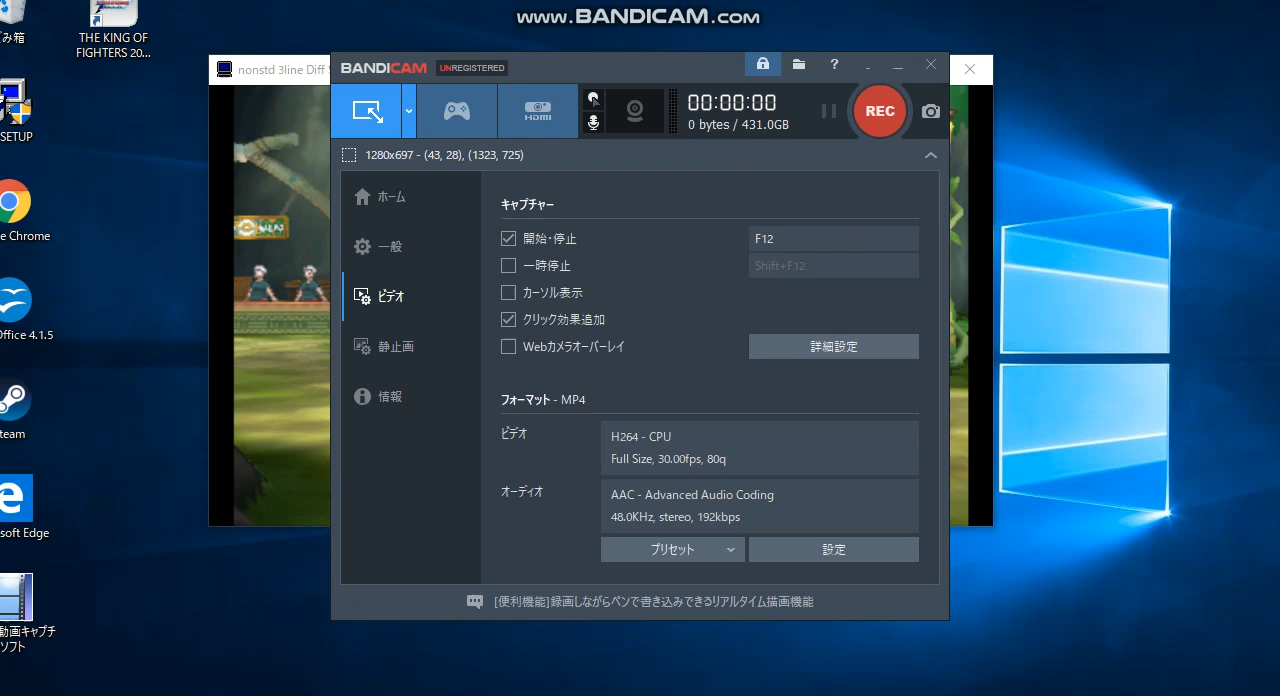 www.BANDICAM.com
ごみ箱
THE KING OF
FIGHTERS 20...
SETUP
e Chrome
Office 4.1.5
team
soft Edge
動画キャプチ
ソフト
nonstd 3line Diff
BANDICAM
UNREGISTERED
?
HDMI
00:00:00
0 bytes / 431.0GB
REC
1280x697 - (43, 28), (1323, 725)
ホーム
一般
ビデオ
静止画
情報
キャプチャー
開始・停止
F12
一時停止
Shift+F12
カーソル表示
クリック効果追加
Webカメラオーバーレイ
詳細設定
フォーマット - MP4
ビデオ
H264 - CPU
Full Size, 30.00fps, 80q
オーディオ
AAC - Advanced Audio Coding
48.0KHz, stereo, 192kbps
プリセット
設定
[便利機能]録画しながらペンで書き込みできるリアルタイム描画機能